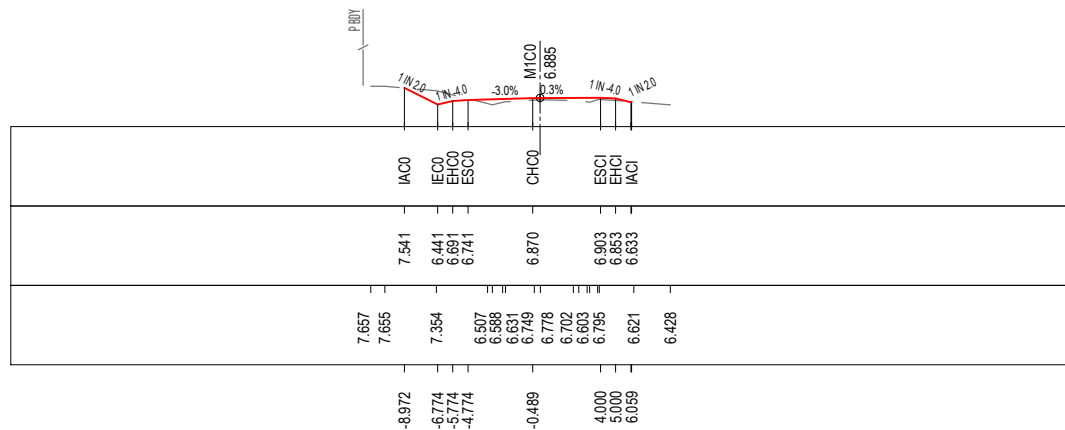 P BDY
M1C0
6.885
1 IN 2.0
1 IN -4.0
-3.0%
0.3%
1 IN -4.0
1 IN 2.0
IAC0 IEC0 EHC0 ESC0 CHC0 ESCI EHCI IACI
7.541 6.441 6.691 6.741 6.870 6.903 6.853 6.633
7.657 7.655 7.354 6.507 6.588 6.631 6.749 6.778 6.702 6.603 6.795 6.621 6.428
-8.972 -6.774 -5.774 -4.774 -0.489 4.000 5.000 6.059